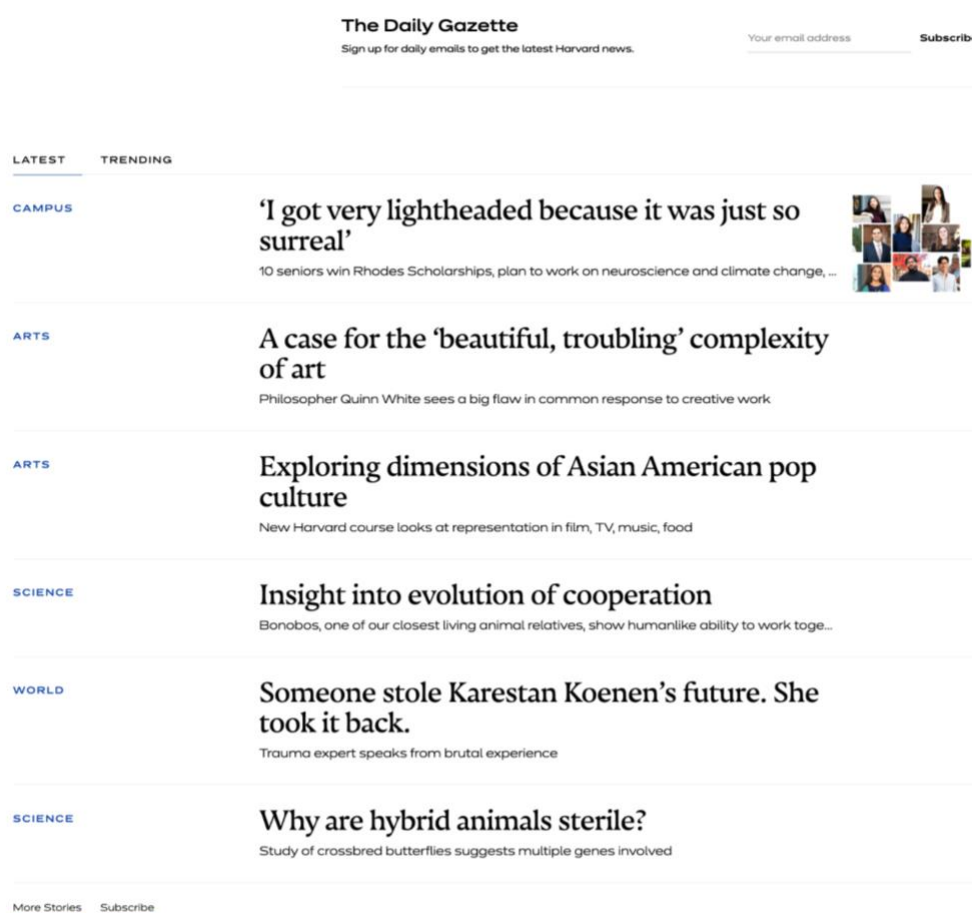 The Daily Gazette
Sign up for daily emails to get the latest Harvard news.
Your email address
LATEST TRENDING
CAMPUS
‘I got very lightheaded because it was just so
surreal’
10 seniors win Rhodes Scholarships, plan to work on neuroscience and climate change, ...
ARTS
A case for the ‘beautiful, troubling’ complexity
of art
Philosopher Quinn White sees a big flaw in common response to creative work
ARTS
Exploring dimensions of Asian American pop
culture
New Harvard course looks at representation in film, TV, music, food
SCIENCE
Insight into evolution of cooperation
Bonobos, one of our closest living animal relatives, show humanlike ability to work toge...
WORLD
Someone stole Karestan Koenen’s future. She
took it back.
Trauma expert speaks from brutal experience
SCIENCE
Why are hybrid animals sterile?
Study of crossbred butterflies suggests multiple genes involved
More Stories Subscribe